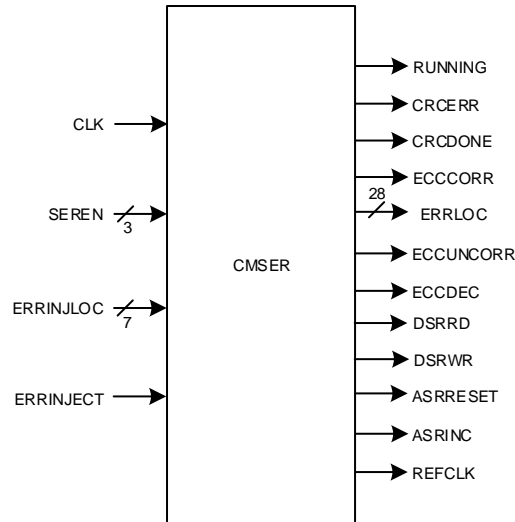 CLK
SEREN
3
ERRINJLOC
7
ERRINJECT
CMSER
RUNNING
CRCERR
CRCDONE
ECCCORR
28
ERRLOC
ECCUNCORR
ECCDEC
DSRRD
DSRWR
ASRRESET
ASRINC
REFCLK